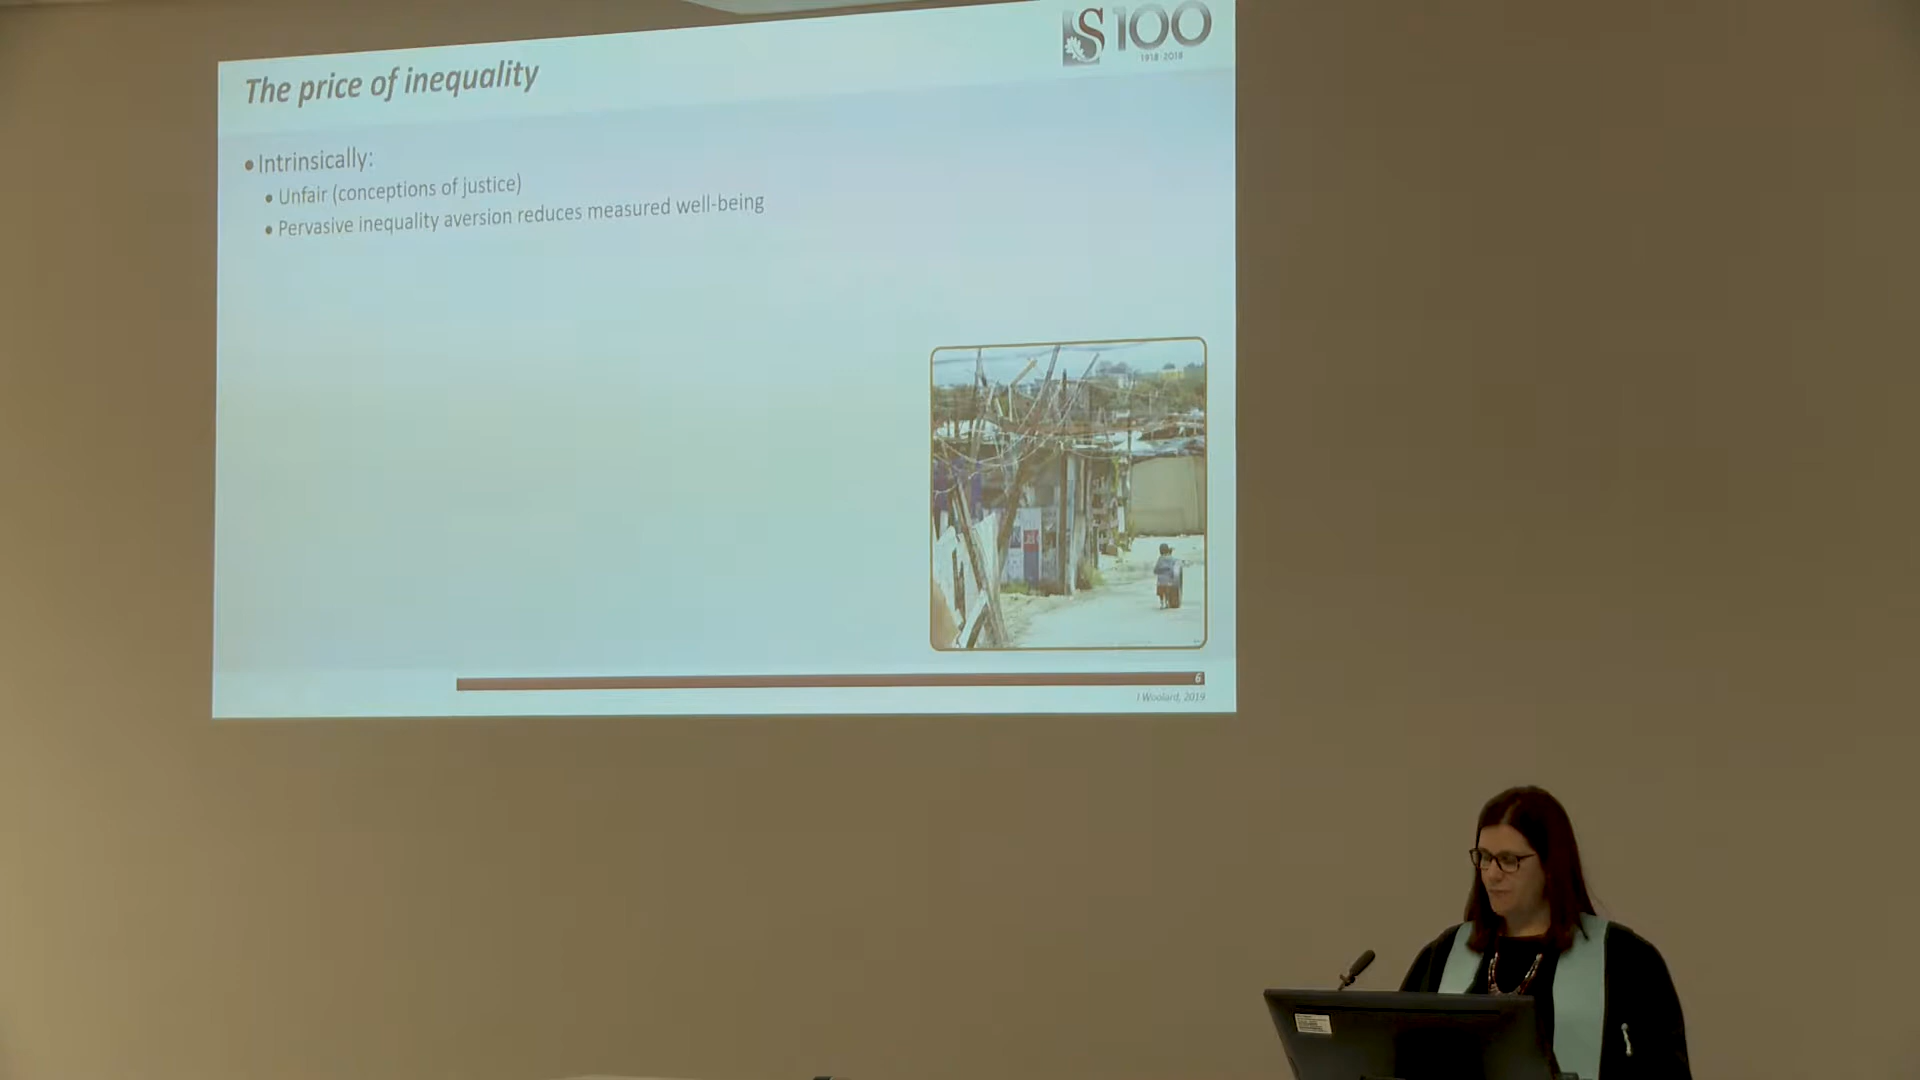 S100
1918·2018
The price of inequality
• Intrinsically:
• Unfair (conceptions of justice)
• Pervasive inequality aversion reduces measured well-being
6
I Woolard, 2019